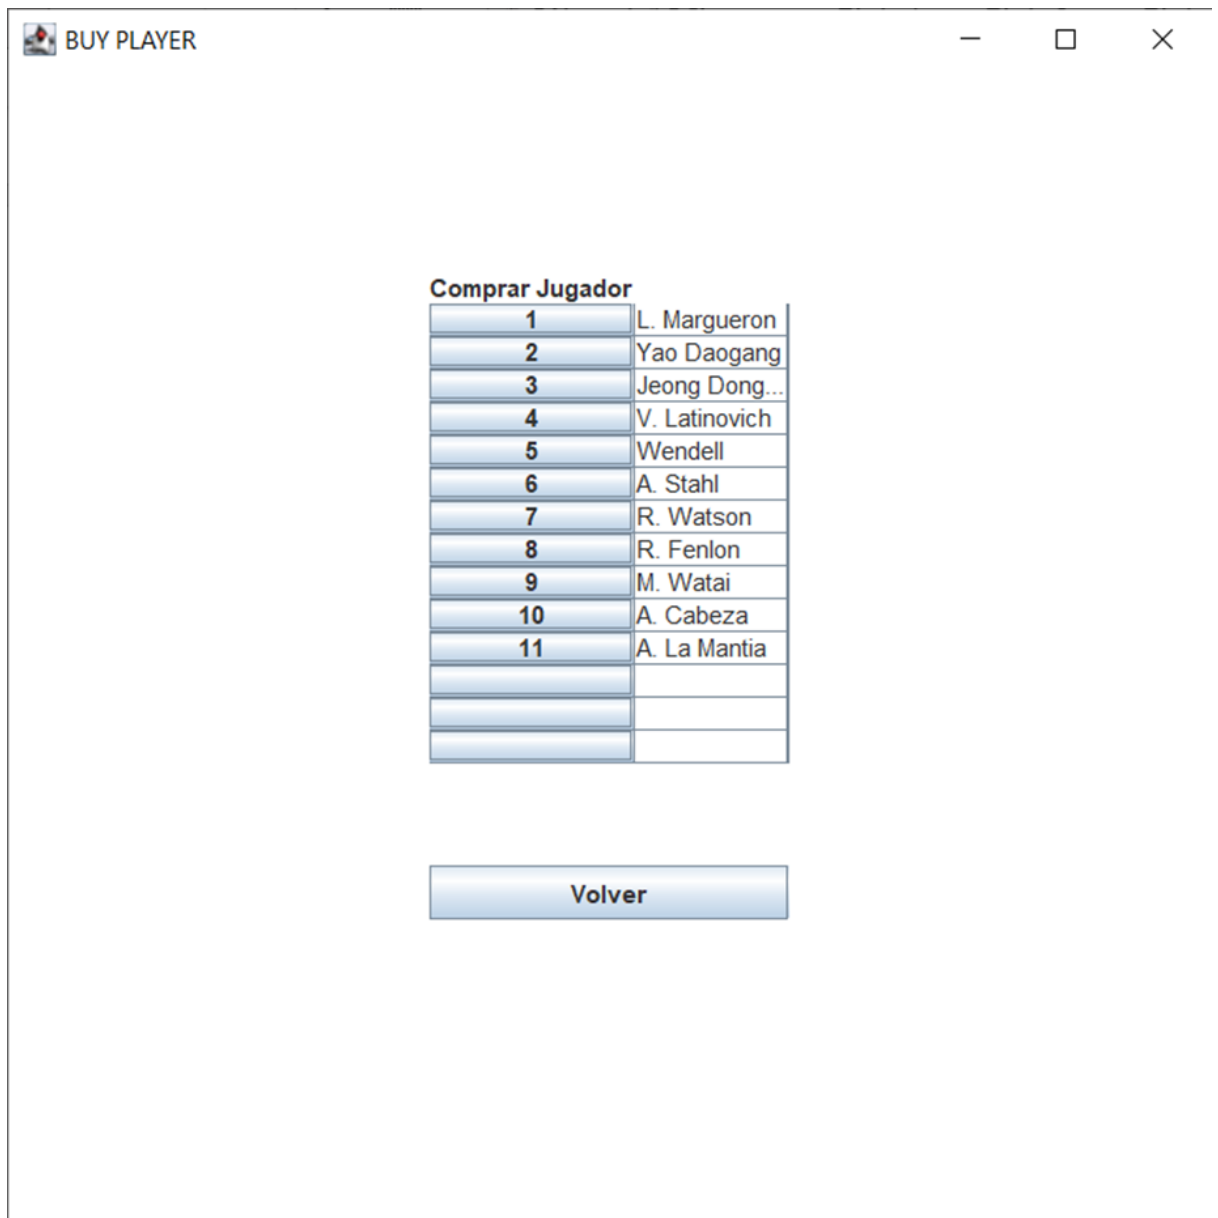 BUY PLAYER
Comprar Jugador
1 L. Margueron
2 Yao Daogang
3 Jeong Dong...
4 V. Latinovich
5 Wendell
6 A. Stahl
7 R. Watson
8 R. Fenlon
9 M. Watai
10 A. Cabeza
11 A. La Mantia
Volver